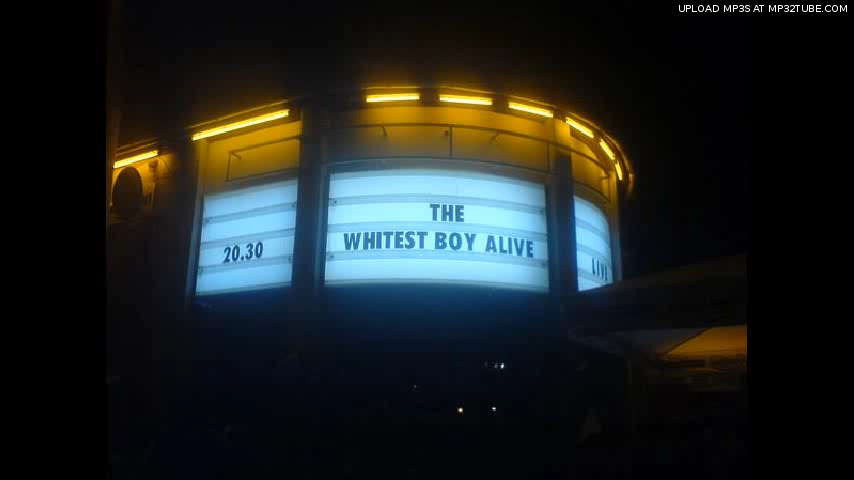 UPLOAD MP3S AT MP32TUBE.COM
20.30
THE
WHITEST BOY ALIVE
LIVE